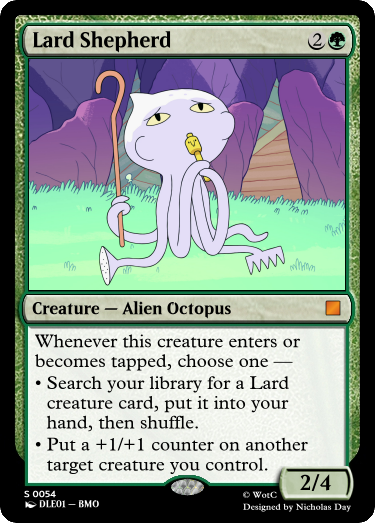 Lard Shepherd 2
Creature — Alien Octopus
Whenever this creature enters or
becomes tapped, choose one —
• Search your library for a Lard
creature card, put it into your
hand, then shuffle.
• Put a +1/+1 counter on another
target creature you control.
2/4
S 0054
DLE01 — BMO
© WotC
Designed by Nicholas Day